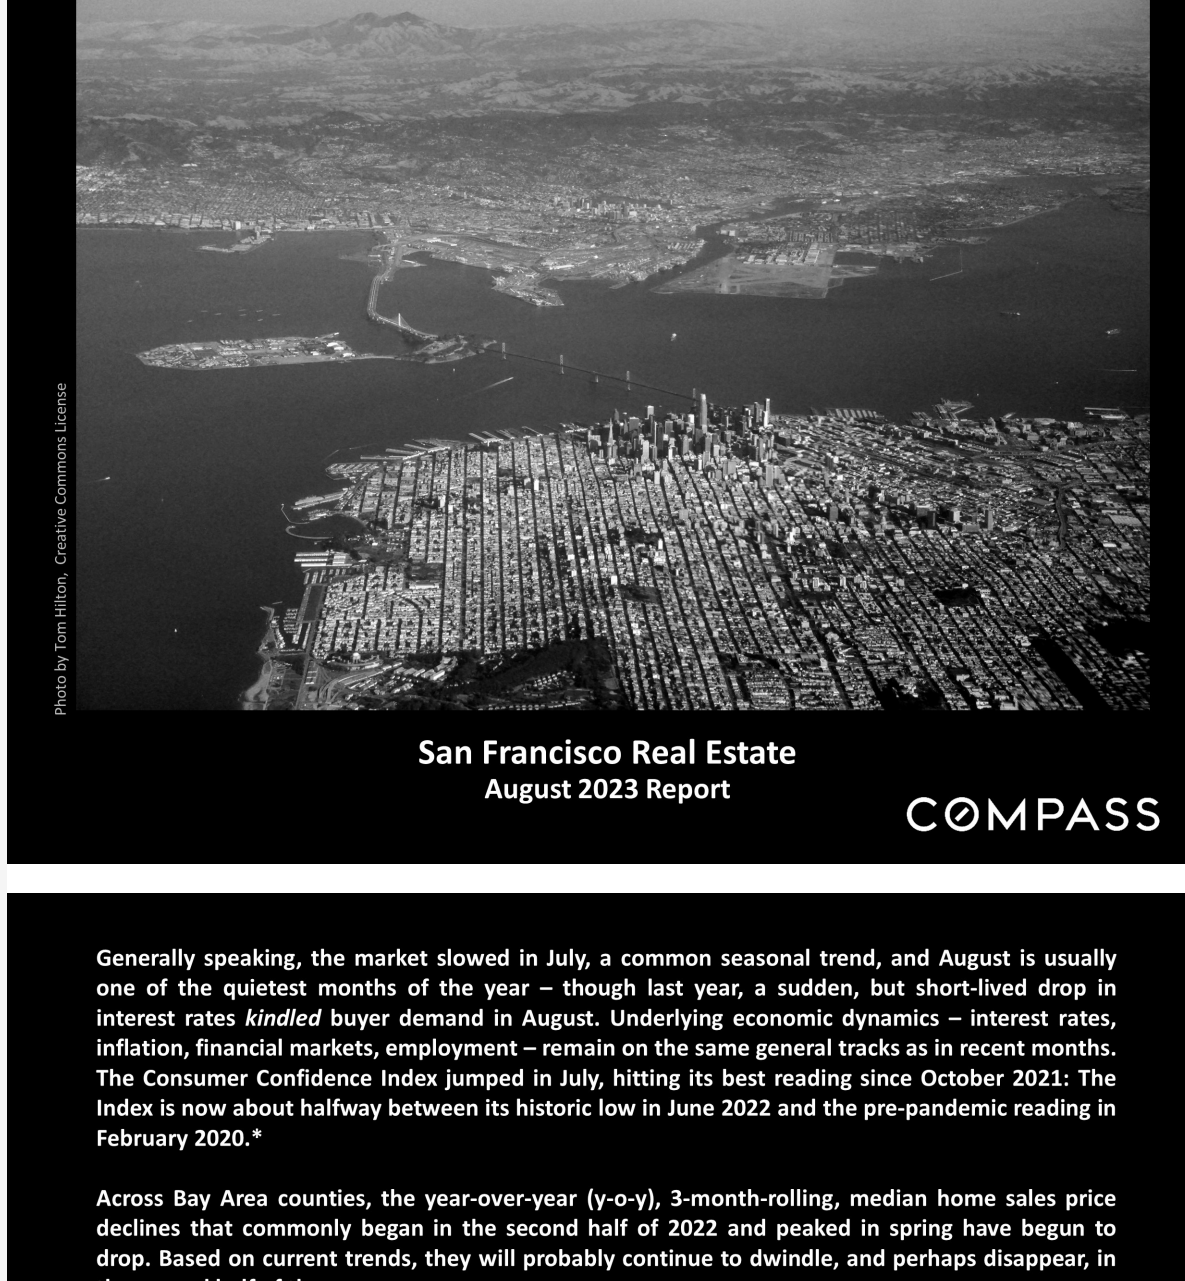 Photo by Tom Hilton, Creative Commons License
San Francisco Real Estate
August 2023 Report
COMPASS
Generally speaking, the market slowed in July, a common seasonal trend, and August is usually
one of the quietest months of the year – though last year, a sudden, but short-lived drop in
interest rates kindled buyer demand in August. Underlying economic dynamics – interest rates,
inflation, financial markets, employment – remain on the same general tracks as in recent months.
The Consumer Confidence Index jumped in July, hitting its best reading since October 2021: The
Index is now about halfway between its historic low in June 2022 and the pre-pandemic reading in
February 2020.*
Across Bay Area counties, the year-over-year (y-o-y), 3-month-rolling, median home sales price
declines that commonly began in the second half of 2022 and peaked in spring have begun to
drop. Based on current trends, they will probably continue to dwindle, and perhaps disappear, in